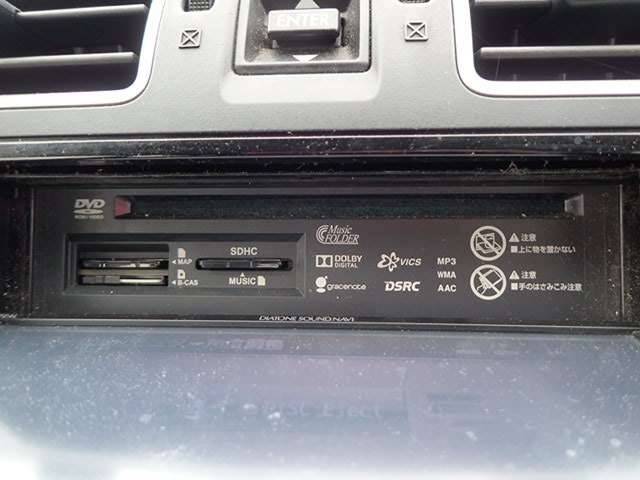 ENTER
DVD
SDHC
MAP
B-CAS
MUSIC
Music
FOLDER
DOLBY
DIGITAL
VICS
MP3
WMA
AAC
gracenote
DSRC
注意
■上に物を置かない
注意
■手のはさみこみ注意
DIATONE SOUND NAVI
Eject